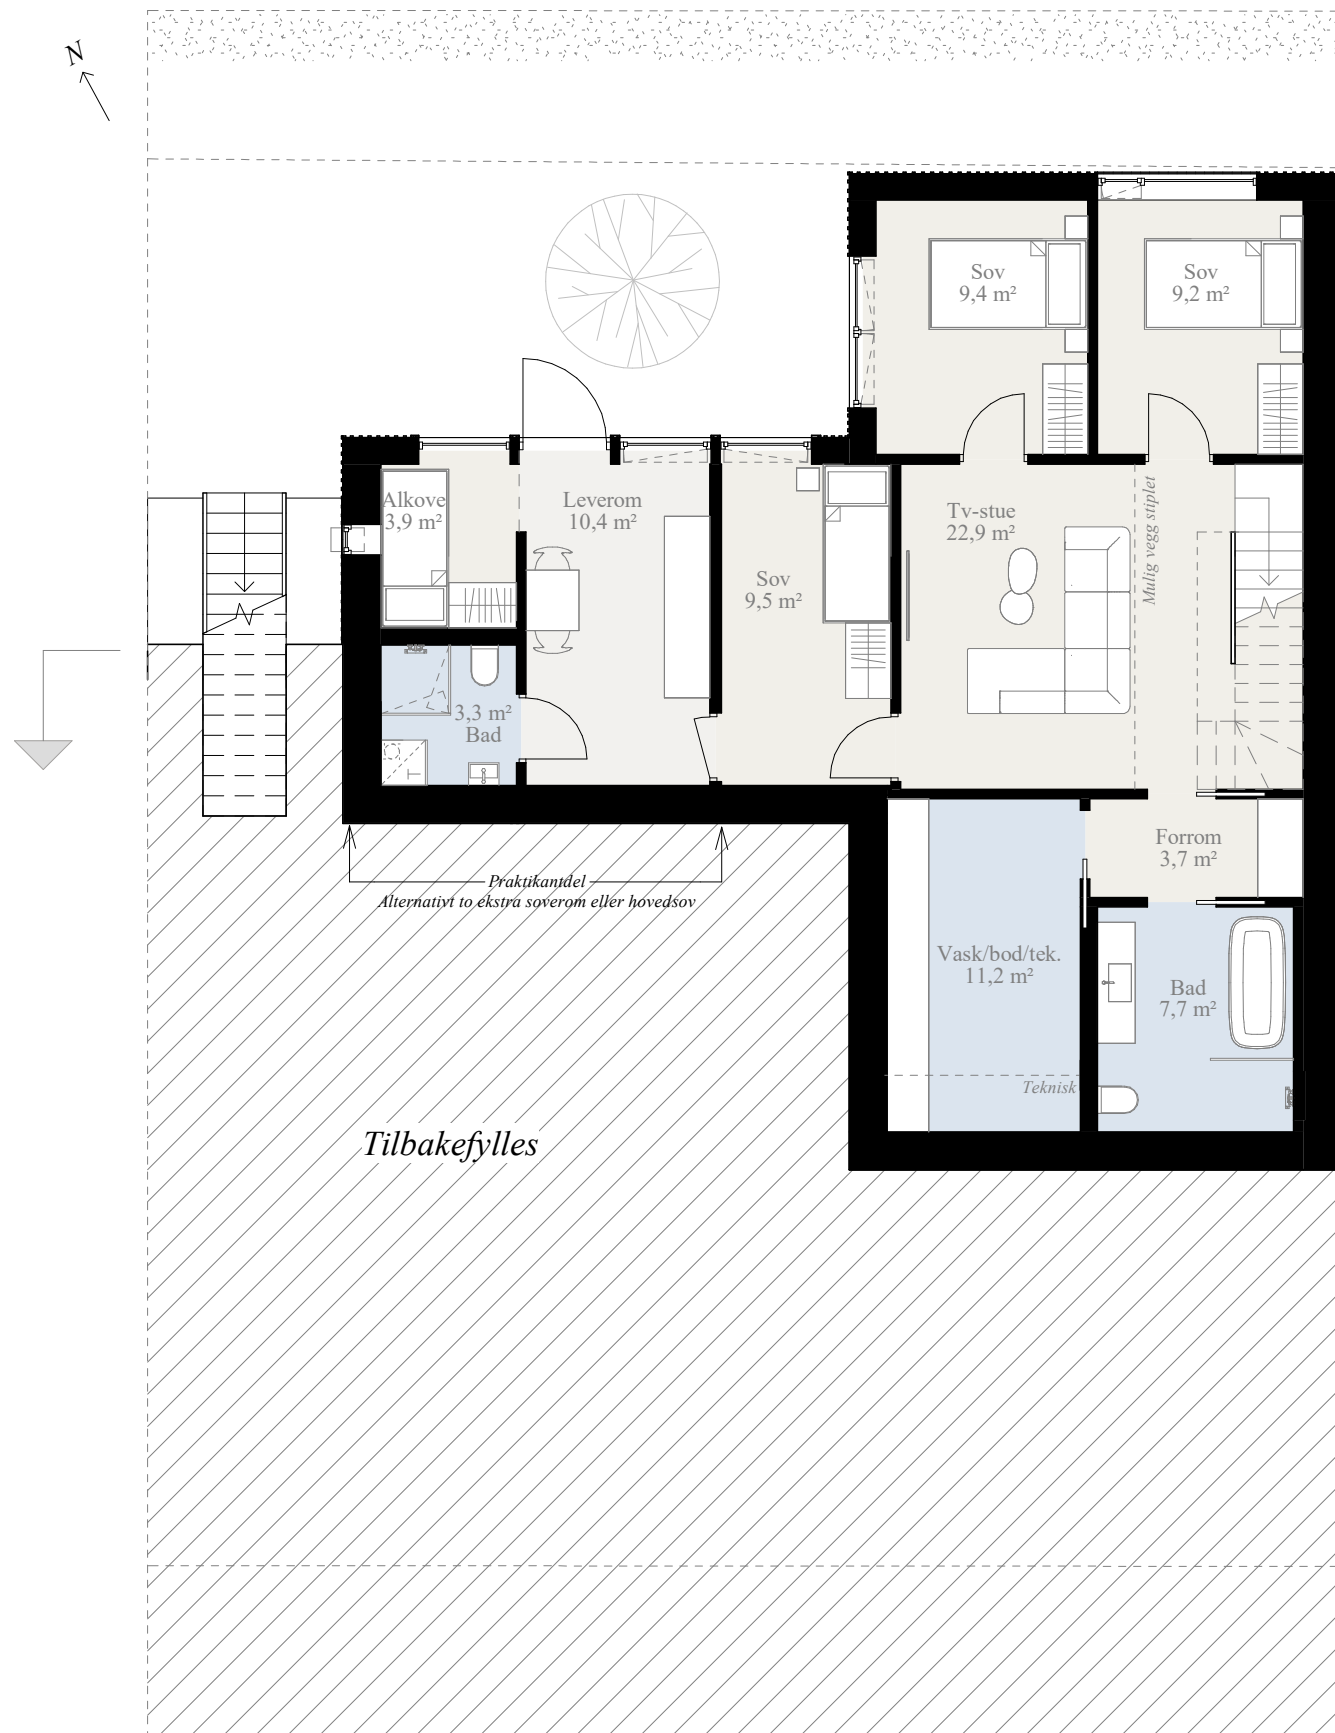 N
Sov
9,4 m²
Sov
9,2 m²
Alkove
3,9 m²
Leverom
10,4 m²
Tv-stue
22,9 m²
Mulig vegg stiplet
Sov
9,5 m²
3,3 m²
Bad
Forrom
3,7 m²
Praktikantdel
Alternativt to ekstra soverom eller hovedsov
Vask/bod/tek.
11,2 m²
Bad
7,7 m²
Teknisk
Tilbakefylles